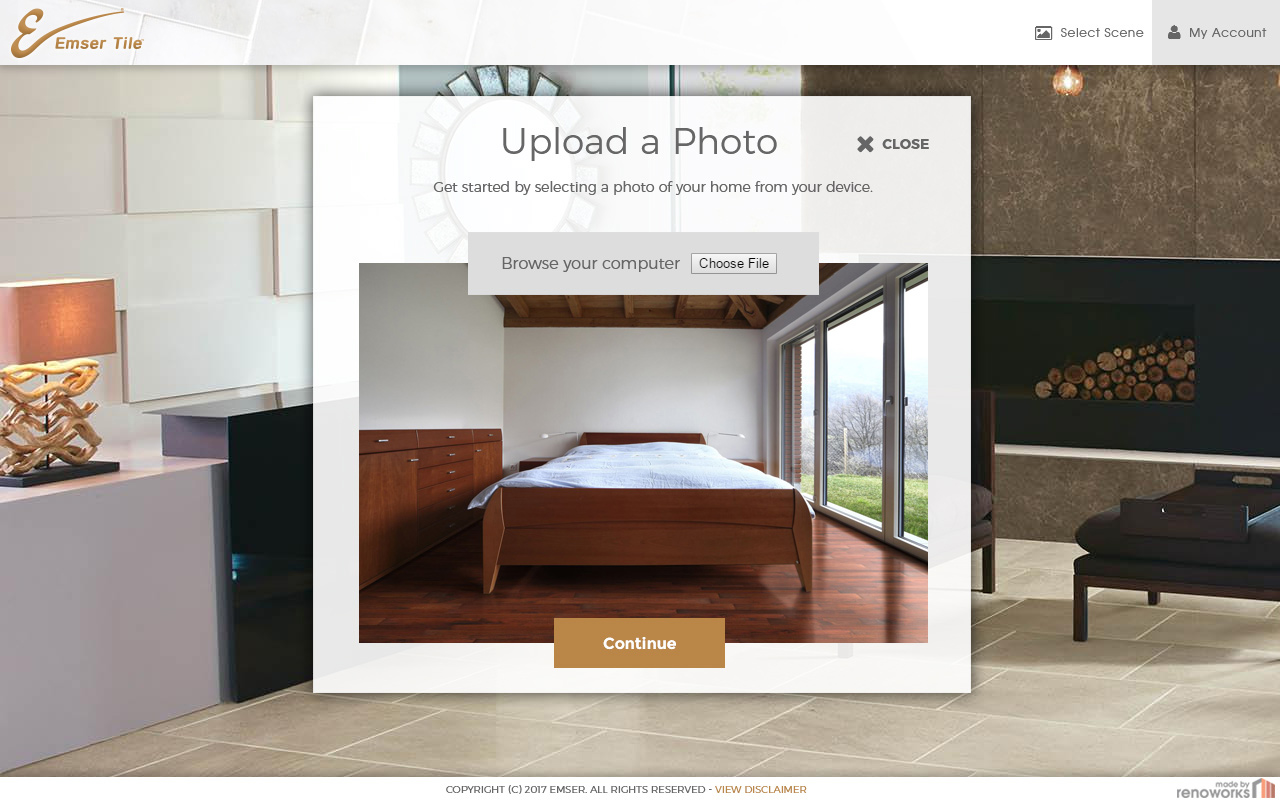 Emser Tile
Select Scene
My Account
Upload a Photo
CLOSE
Get started by selecting a photo of your home from your device.
Browse your computer
Choose File
Continue
COPYRIGHT (C) 2017 EMSER. ALL RIGHTS RESERVED - VIEW DISCLAIMER
made by
renoworks